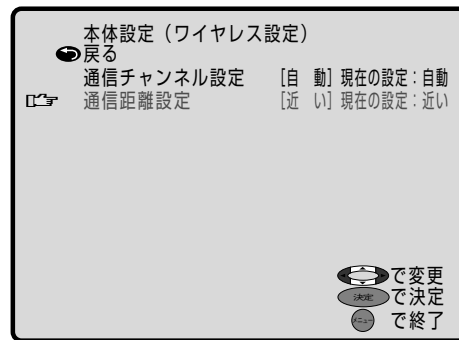 本体設定（ワイヤレス設定）
戻る
通信チャンネル設定 [自 動] 現在の設定：自動
通信距離設定 [近 い] 現在の設定：近い
で変更
決定 で決定
メニュー で終了